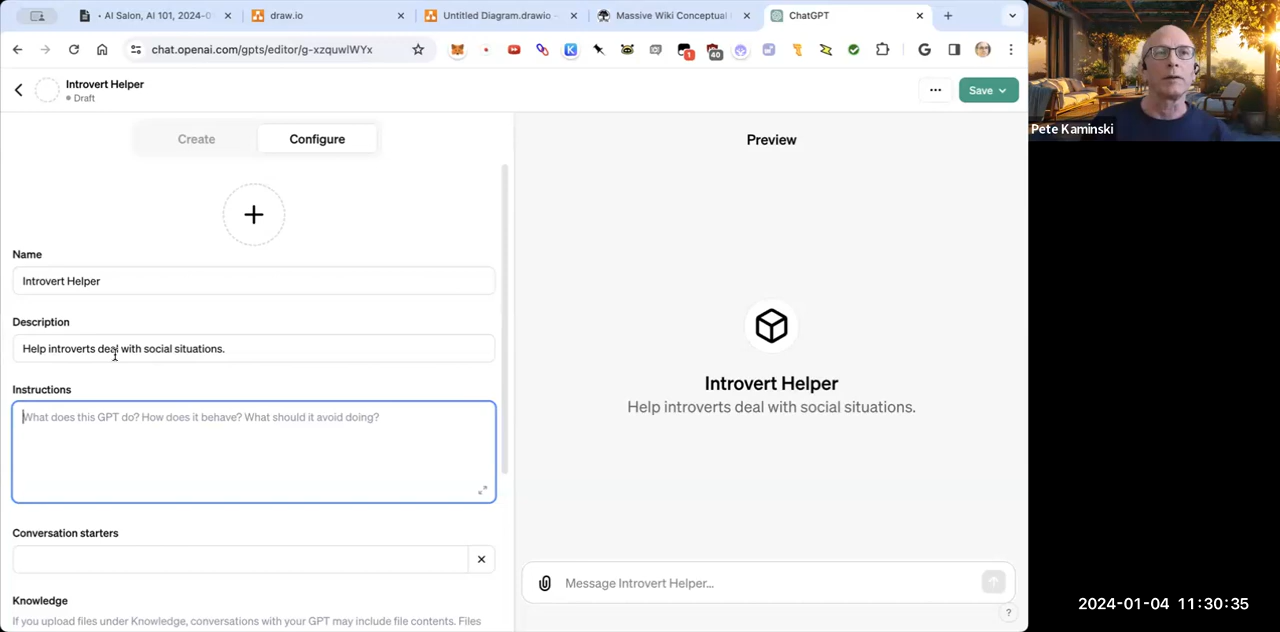 • AI Salon, AI 101, 2024-0
draw.io
Untitled Diagram.drawio
Massive Wiki Conceptual
ChatGPT
chat.openai.com/gpts/editor/g-xzquwlWYx
1
40
Introvert Helper
• Draft
Save
Create
Configure
Preview
Name
Introvert Helper
Description
Help introverts deal with social situations.
Instructions
What does this GPT do? How does it behave? What should it avoid doing?
Conversation starters
Knowledge
If you upload files under Knowledge, conversations with your GPT may include file contents. Files
Introvert Helper
Help introverts deal with social situations.
Message Introvert Helper...
?
Pete Kaminski
2024-01-04 11:30:35